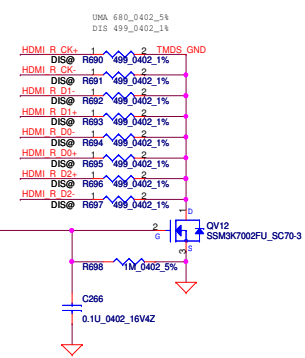 UMA 680_0402_5%
DIS 499_0402_1%
HDMI_R_CK+ 1 2 TMDS_GND
DIS@ R690 499_0402_1%
HDMI_R_CK- 1 2
DIS@ R691 499_0402_1%
HDMI_R_D1- 1 2
DIS@ R692 499_0402_1%
HDMI_R_D1+ 1 2
DIS@ R693 499_0402_1%
HDMI_R_D0- 1 2
DIS@ R694 499_0402_1%
HDMI_R_D0+ 1 2
DIS@ R695 499_0402_1%
HDMI_R_D2+ 1 2
DIS@ R696 499_0402_1%
HDMI_R_D2- 1 2
DIS@ R697 499_0402_1%
1 D
2 G QV12
SSM3K7002FU_SC70-3
3 S
R698 1M_0402_5%
C266
0.1U_0402_16V4Z